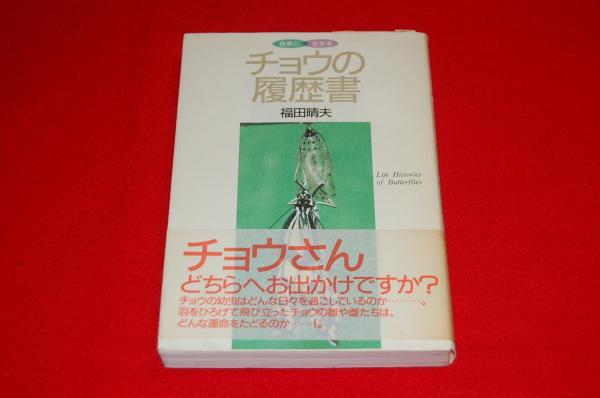 自然に 生きる
チョウの
履歴書
福田晴夫
Life Histories
of Butterflies
チョウさん
どちらへお出かけですか?
チョウの幼虫はどんな日々を過ごしているのか………。
羽をひろげて飛び立ったチョウの雄や雌たちは、
どんな運命をたどるのか……!。